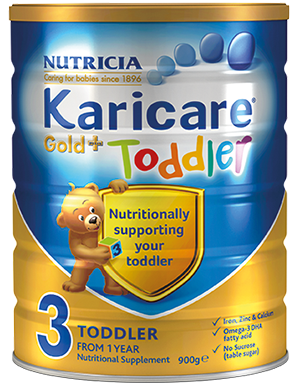 NUTRICIA
Caring for babies since 1896
Karicare®
Gold+
Toddler
Nutritionally
supporting
your
toddler
3
3
TODDLER
FROM 1 YEAR
Nutritional Supplement
900g℮
Iron, Zinc & Calcium
Omega-3 DHA
fatty acid
No Sucrose
(table sugar)